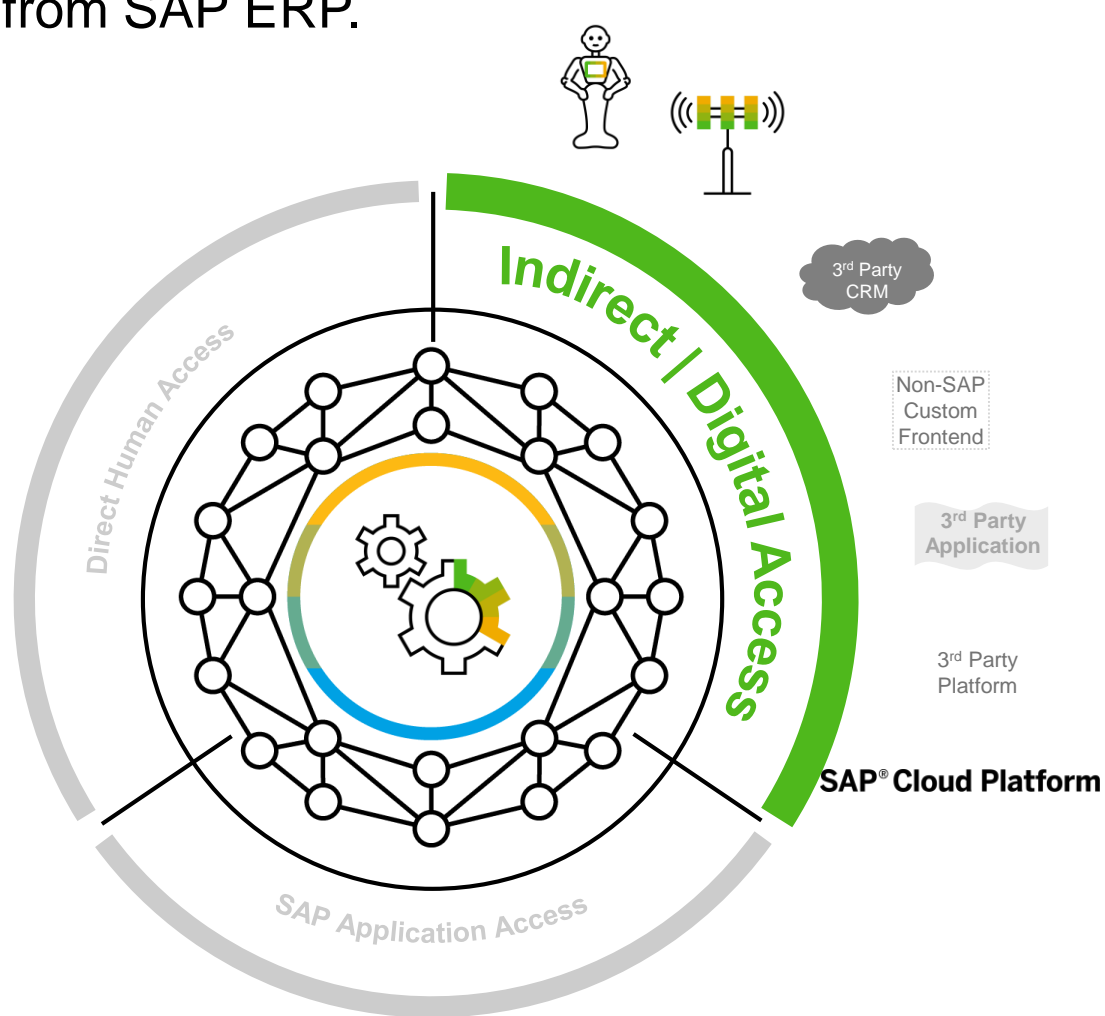 from SAP ERP.
3rd Party
CRM
Indirect | Digital Access
Direct Human Access
Non-SAP
Custom
Frontend
3rd Party
Application
3rd Party
Platform
SAP® Cloud Platform
SAP Application Access